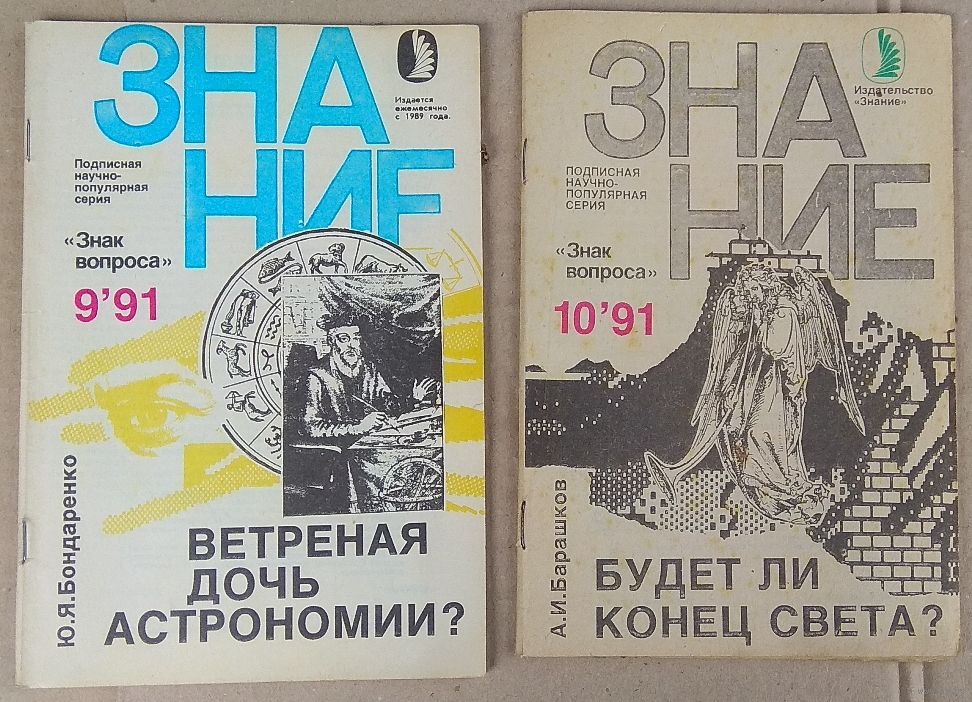 ЗНА
НИЕ
Издается
ежемесячно
с 1989 года.
Подписная
научно-
популярная
серия
«Знак
вопроса»
9’91
Ю.Я.Бондаренко
ВЕТРЕНАЯ
ДОЧЬ
АСТРОНОМИИ?
ЗНА
НИЕ
Издательство
«Знание»
ПОДПИСНАЯ
НАУЧНО-
ПОПУЛЯРНАЯ
СЕРИЯ
«Знак
вопроса»
10’91
А.И.Барашков
БУДЕТ ЛИ
КОНЕЦ СВЕТА?